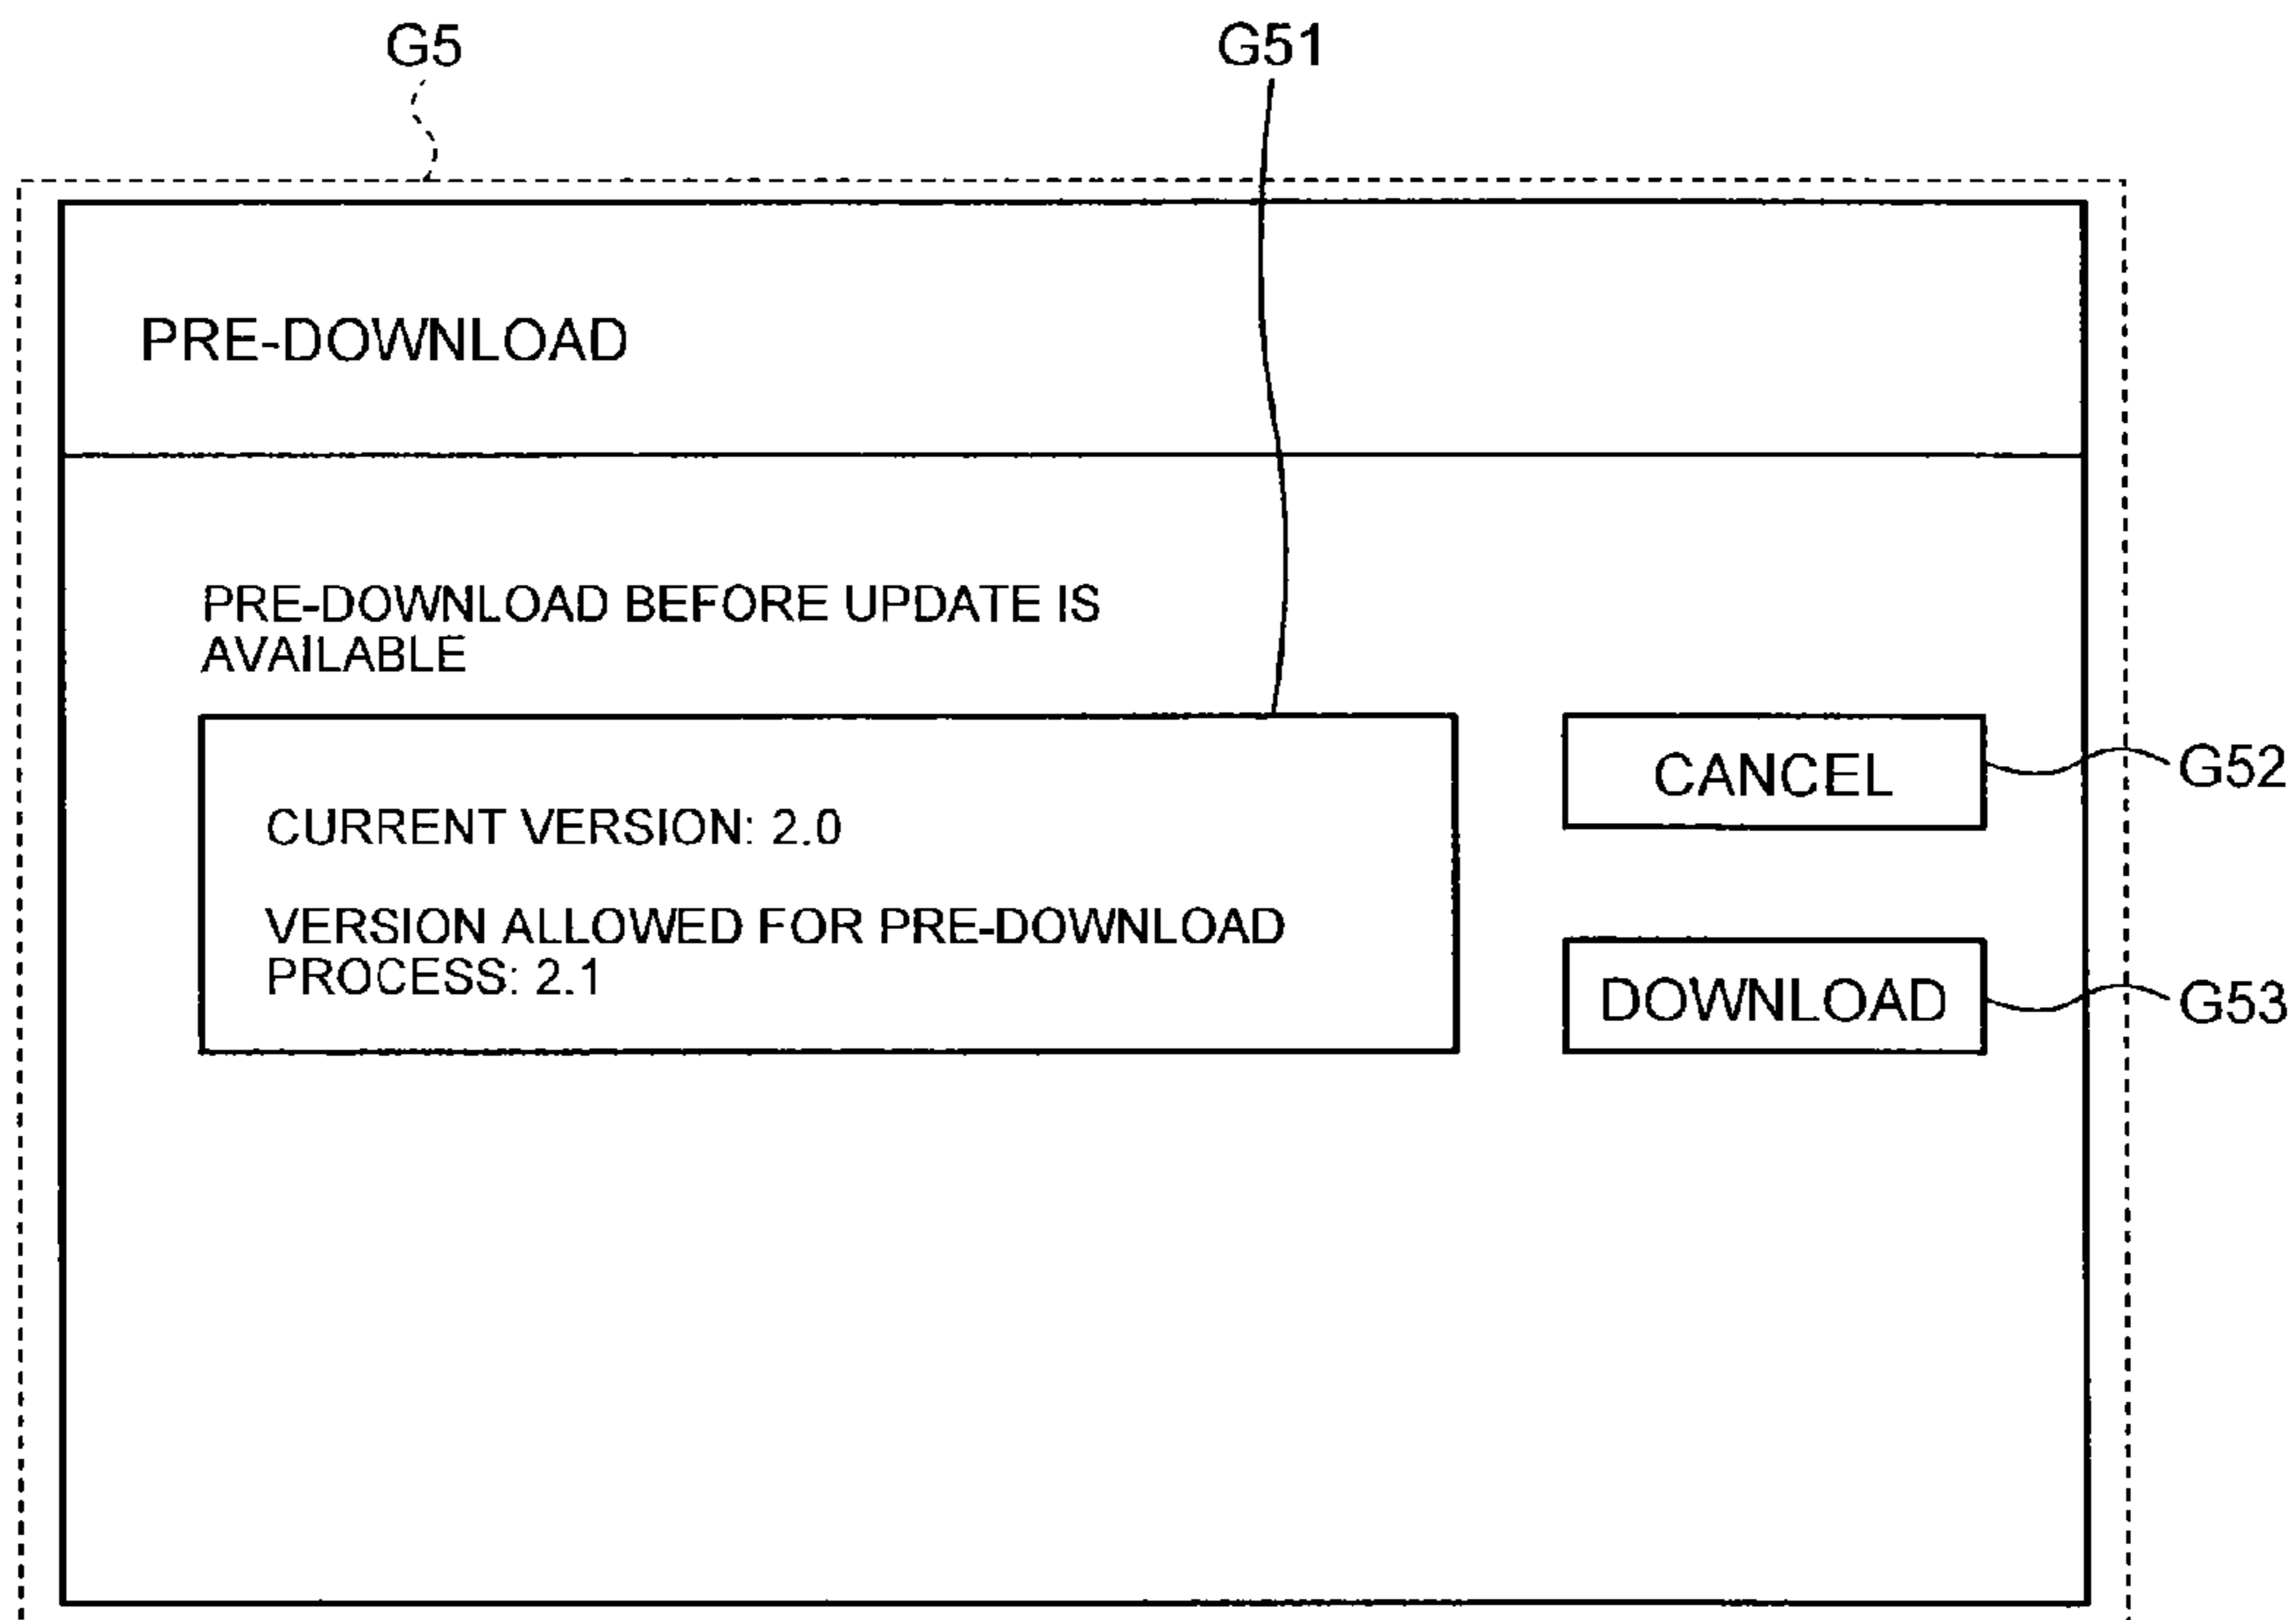 G5
G51
PRE-DOWNLOAD
PRE-DOWNLOAD BEFORE UPDATE IS
AVAILABLE
CURRENT VERSION: 2.0
VERSION ALLOWED FOR PRE-DOWNLOAD
PROCESS: 2.1
CANCEL
G52
DOWNLOAD
G53